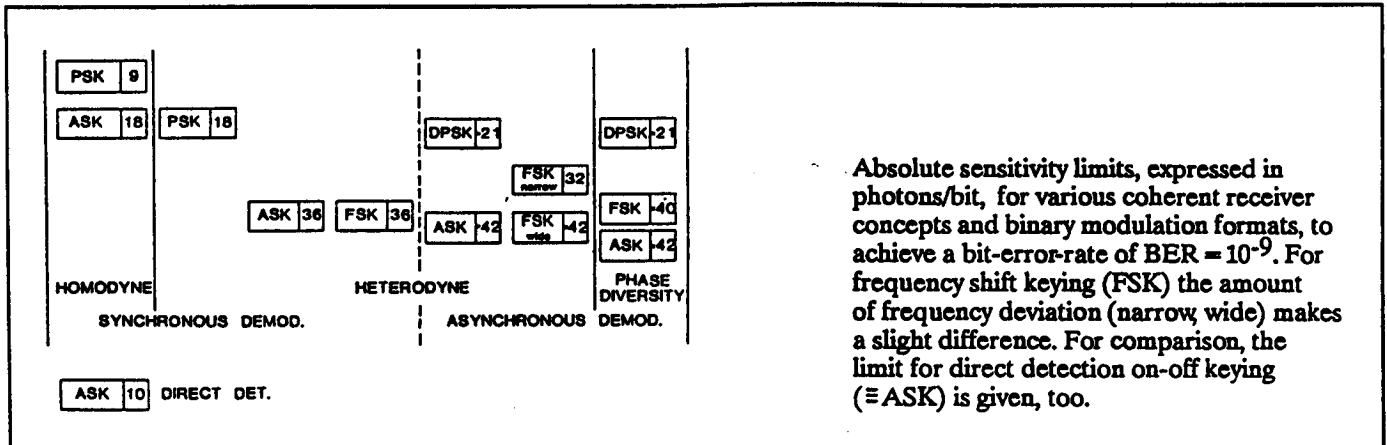 PSK 9
ASK 18 PSK 18
DPSK -21 DPSK -21
FSK narrow 32
ASK 36 FSK 36 ASK -42 FSK wide -42 FSK -40
ASK -42
HOMODYNE HETERODYNE PHASE DIVERSITY
SYNCHRONOUS DEMOD. ASYNCHRONOUS DEMOD.
ASK 10 DIRECT DET.
Absolute sensitivity limits, expressed in
photons/bit, for various coherent receiver
concepts and binary modulation formats, to
achieve a bit-error-rate of BER = 10⁻⁹. For
frequency shift keying (FSK) the amount
of frequency deviation (narrow, wide) makes
a slight difference. For comparison, the
limit for direct detection on-off keying
(≡ASK) is given, too.